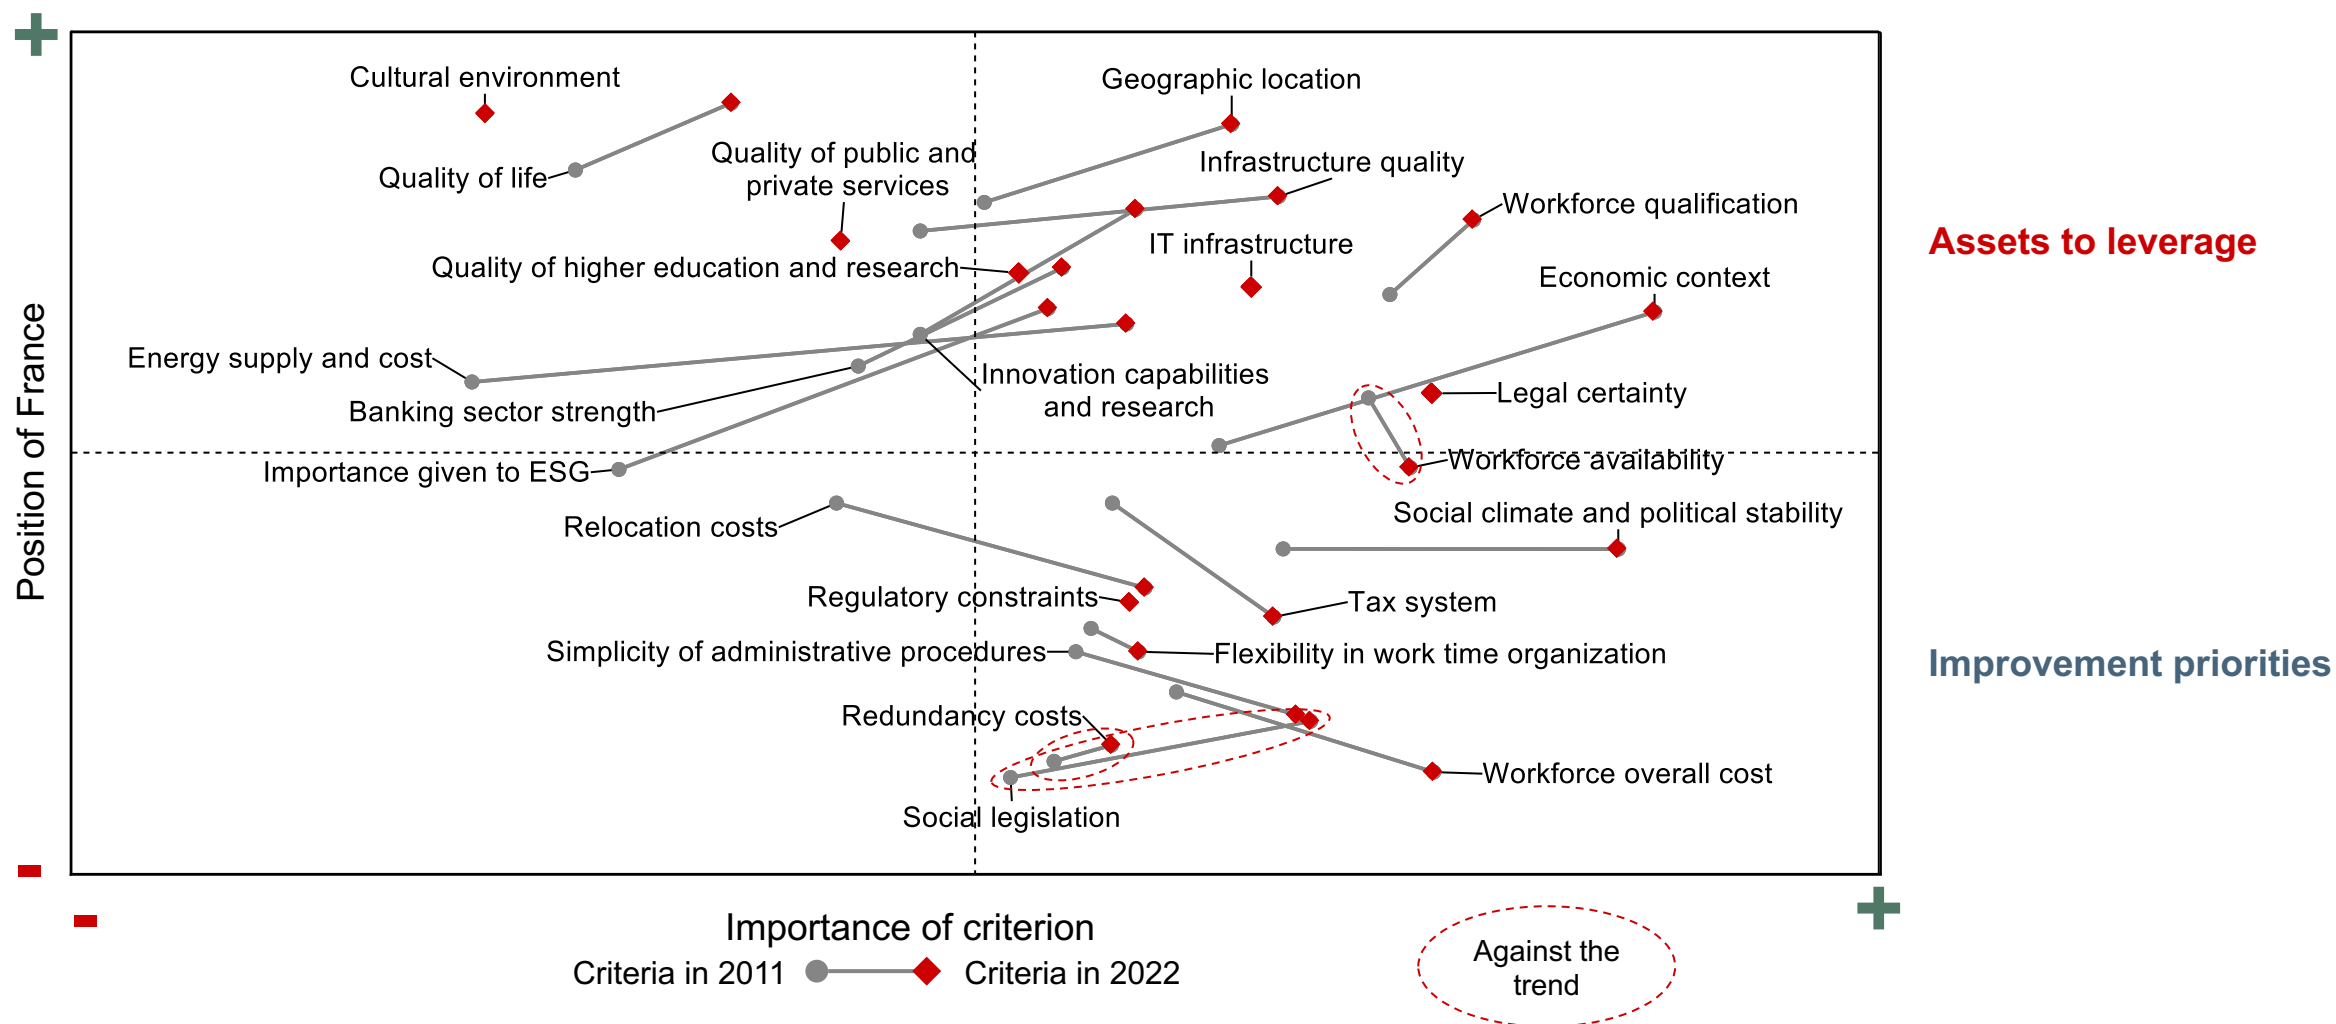 Cultural environment
Geographic location
Quality of public and
private services
Infrastructure quality
Quality of life
Workforce qualification
IT infrastructure
Assets to leverage
Quality of higher education and research
Economic context
Position of France
Energy supply and cost
Innovation capabilities
and research
Legal certainty
Banking sector strength
Workforce availability
Importance given to ESG
Social climate and political stability
Relocation costs
Regulatory constraints
Tax system
Simplicity of administrative procedures
Flexibility in work time organization
Improvement priorities
Redundancy costs
Workforce overall cost
Social legislation
Importance of criterion
Criteria in 2011
Criteria in 2022
Against the
trend